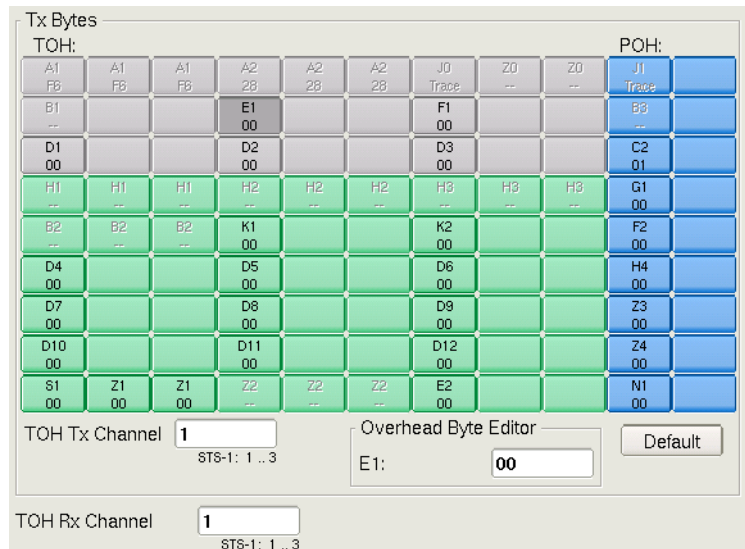 Tx Bytes
TOH: POH:
A1 A1 A1 A2 A2 A2 J0 Z0 Z0 J1
F6 F6 F6 28 28 28 Trace -- -- Trace
B1 E1 F1 B3
-- 00 00 --
D1 D2 D3 C2
00 00 00 01
H1 H1 H1 H2 H2 H2 H3 H3 H3 G1
-- -- -- -- -- -- -- -- -- 00
B2 B2 B2 K1 K2 F2
-- -- -- 00 00 00
D4 D5 D6 H4
00 00 00 00
D7 D8 D9 Z3
00 00 00 00
D10 D11 D12 Z4
00 00 00 00
S1 Z1 Z1 Z2 Z2 Z2 E2 N1
00 00 00 -- -- -- 00 00
TOH Tx Channel 1
STS-1: 1 .. 3
Overhead Byte Editor
E1: 00
Default
TOH Rx Channel 1
STS-1: 1 .. 3